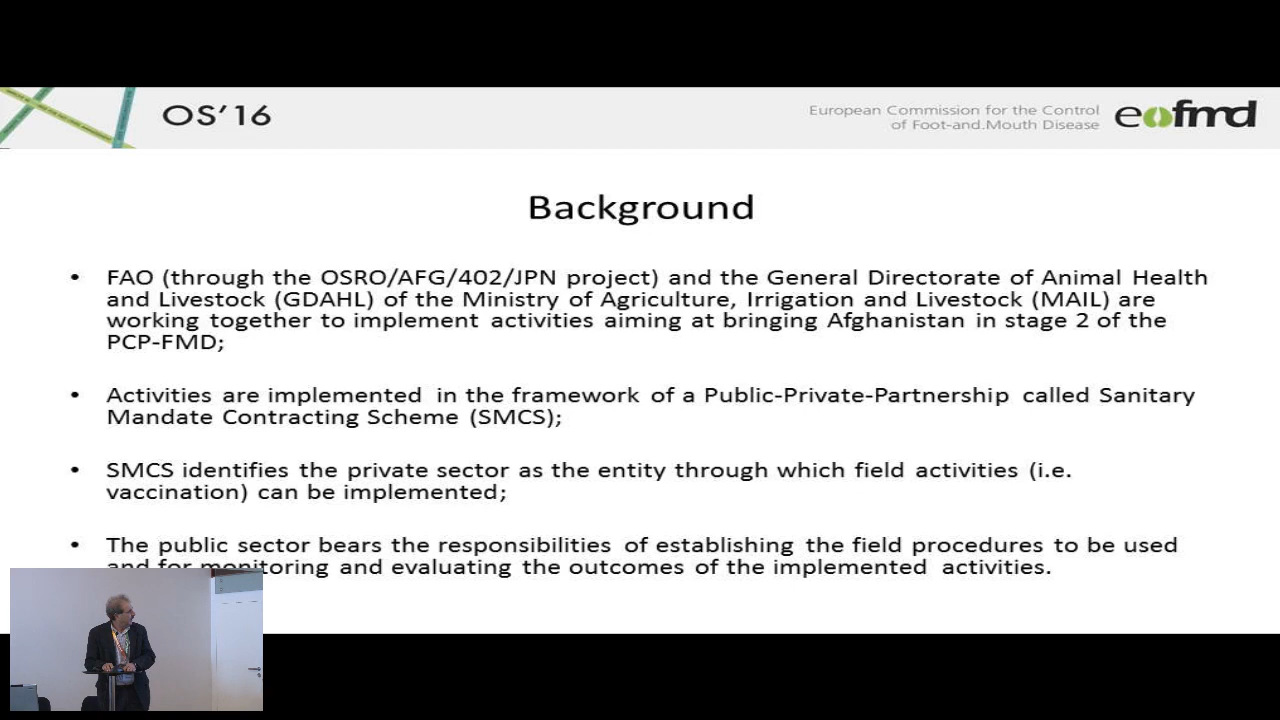 OS'16
European Commission for the Control
of Foot-and.Mouth Disease
eofmd
Background
• FAO (through the OSRO/AFG/402/JPN project) and the General Directorate of Animal Health
and Livestock (GDAHL) of the Ministry of Agriculture, Irrigation and Livestock (MAIL) are
working together to implement activities aiming at bringing Afghanistan in stage 2 of the
PCP-FMD;
• Activities are implemented in the framework of a Public-Private-Partnership called Sanitary
Mandate Contracting Scheme (SMCS);
• SMCS identifies the private sector as the entity through which field activities (i.e.
vaccination) can be implemented;
• The public sector bears the responsibilities of establishing the field procedures to be used
and for monitoring and evaluating the outcomes of the implemented activities.